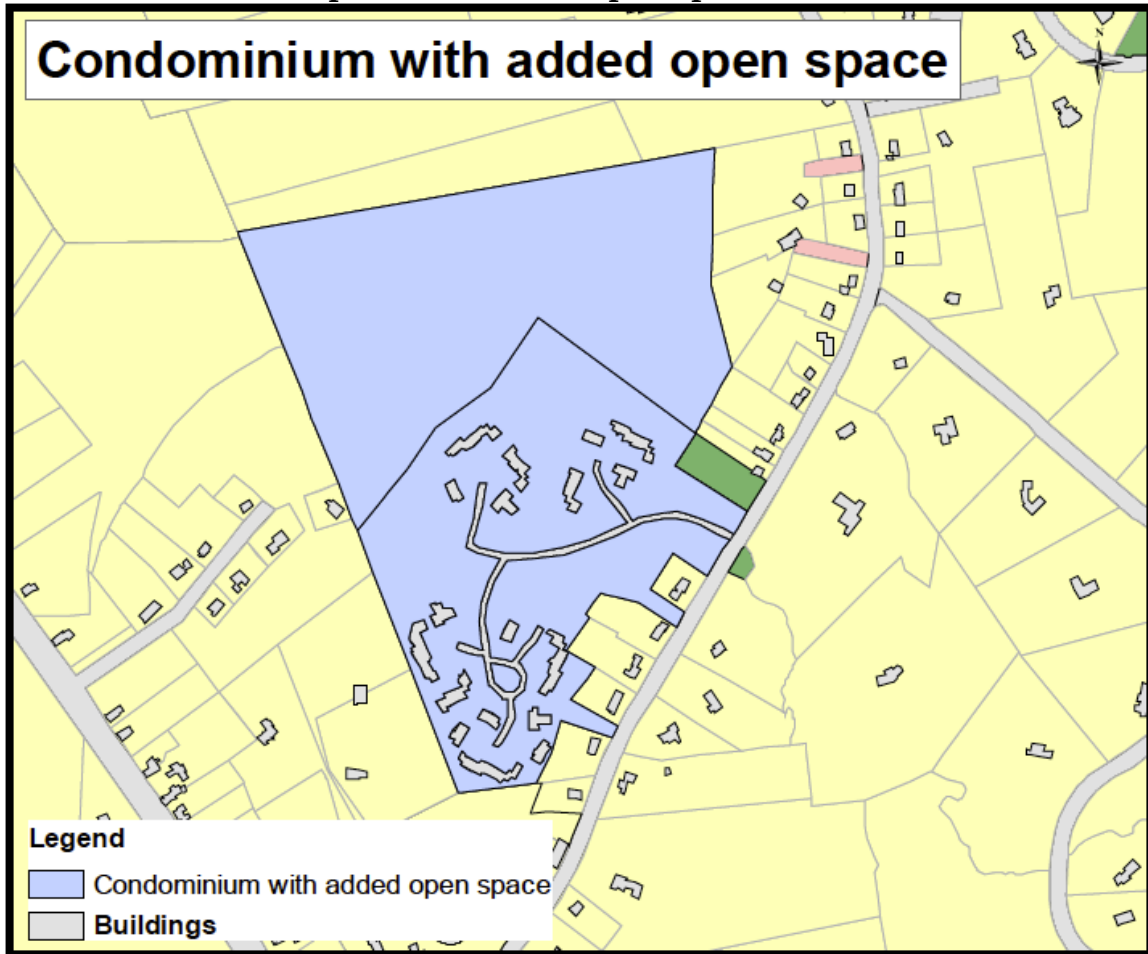 Condominium with added open space
N
Legend
Condominium with added open space
Buildings